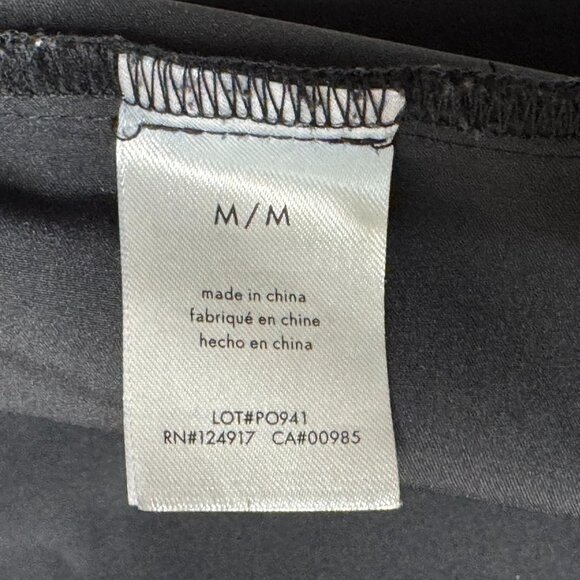 M/M
made in china
fabriqué en chine
hecho en china
LOT#PO941
RN#124917 CA#00985